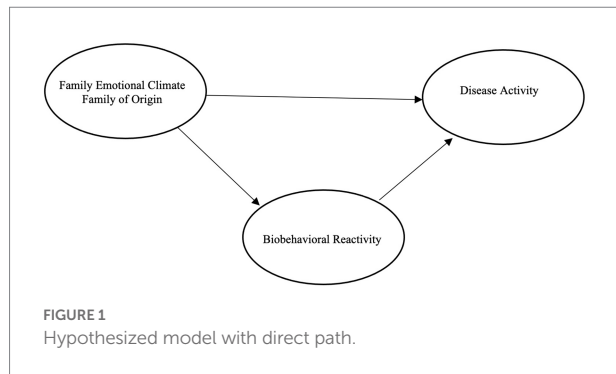 Family Emotional Climate
Family of Origin
Disease Activity
Biobehavioral Reactivity
FIGURE 1
Hypothesized model with direct path.